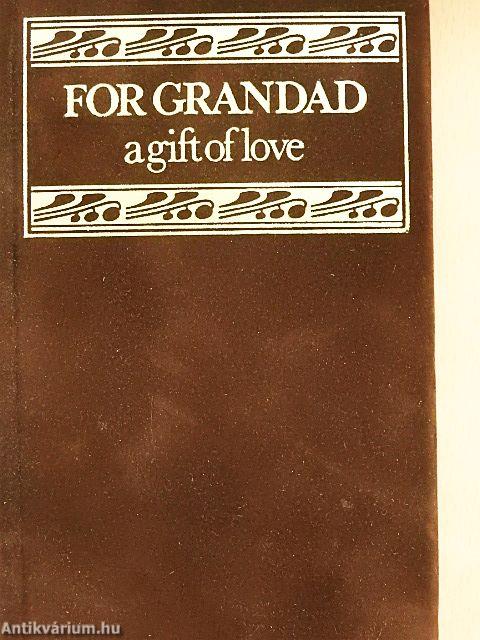 FOR GRANDAD
a gift of love
Antikvárium.hu